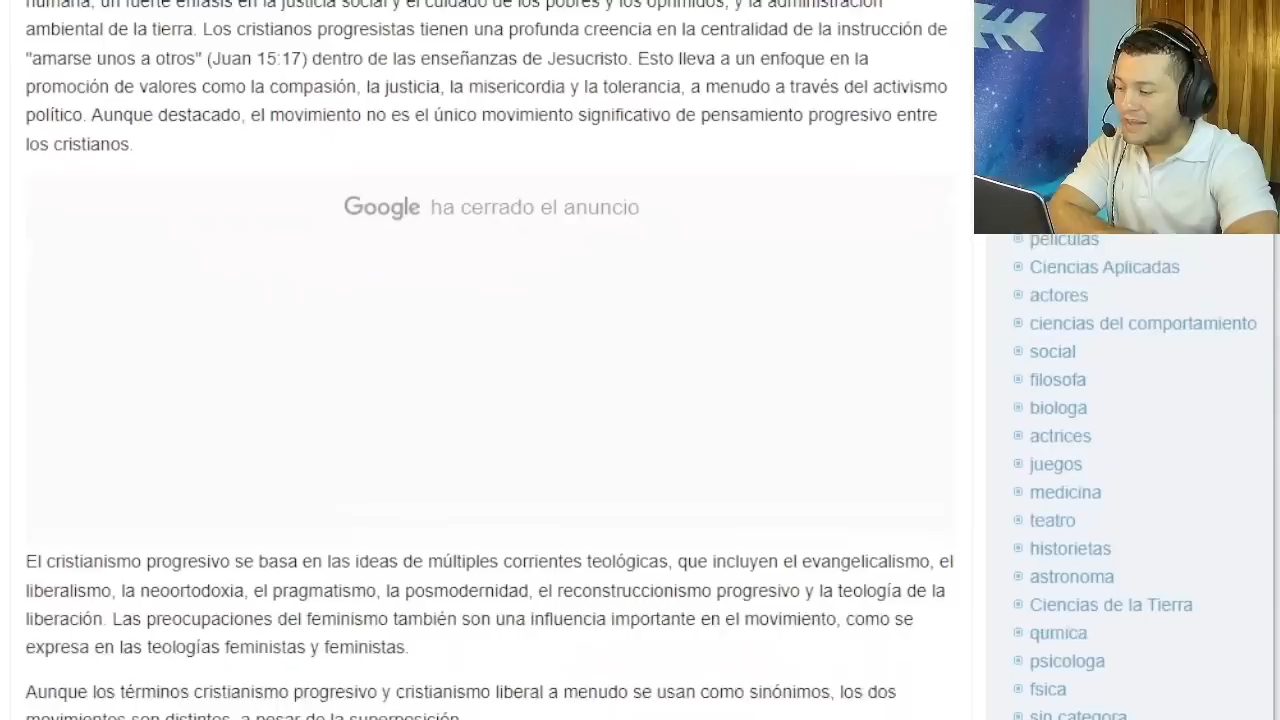 humana, un fuerte énfasis en la justicia social y el cuidado de los pobres y los oprimidos, y la administración
ambiental de la tierra. Los cristianos progresistas tienen una profunda creencia en la centralidad de la instrucción de
"amarse unos a otros" (Juan 15:17) dentro de las enseñanzas de Jesucristo. Esto lleva a un enfoque en la
promoción de valores como la compasión, la justicia, la misericordia y la tolerancia, a menudo a través del activismo
político. Aunque destacado, el movimiento no es el único movimiento significativo de pensamiento progresivo entre
los cristianos.
Google ha cerrado el anuncio
El cristianismo progresivo se basa en las ideas de múltiples corrientes teológicas, que incluyen el evangelicalismo, el
liberalismo, la neoortodoxia, el pragmatismo, la posmodernidad, el reconstruccionismo progresivo y la teología de la
liberación. Las preocupaciones del feminismo también son una influencia importante en el movimiento, como se
expresa en las teologías feministas y feministas.
Aunque los términos cristianismo progresivo y cristianismo liberal a menudo se usan como sinónimos, los dos
movimientos son distintos, a pesar de la superposición.
películas
Ciencias Aplicadas
actores
ciencias del comportamiento
social
filosofa
biologa
actrices
juegos
medicina
teatro
historietas
astronoma
Ciencias de la Tierra
qumica
psicologa
fsica
sin categora